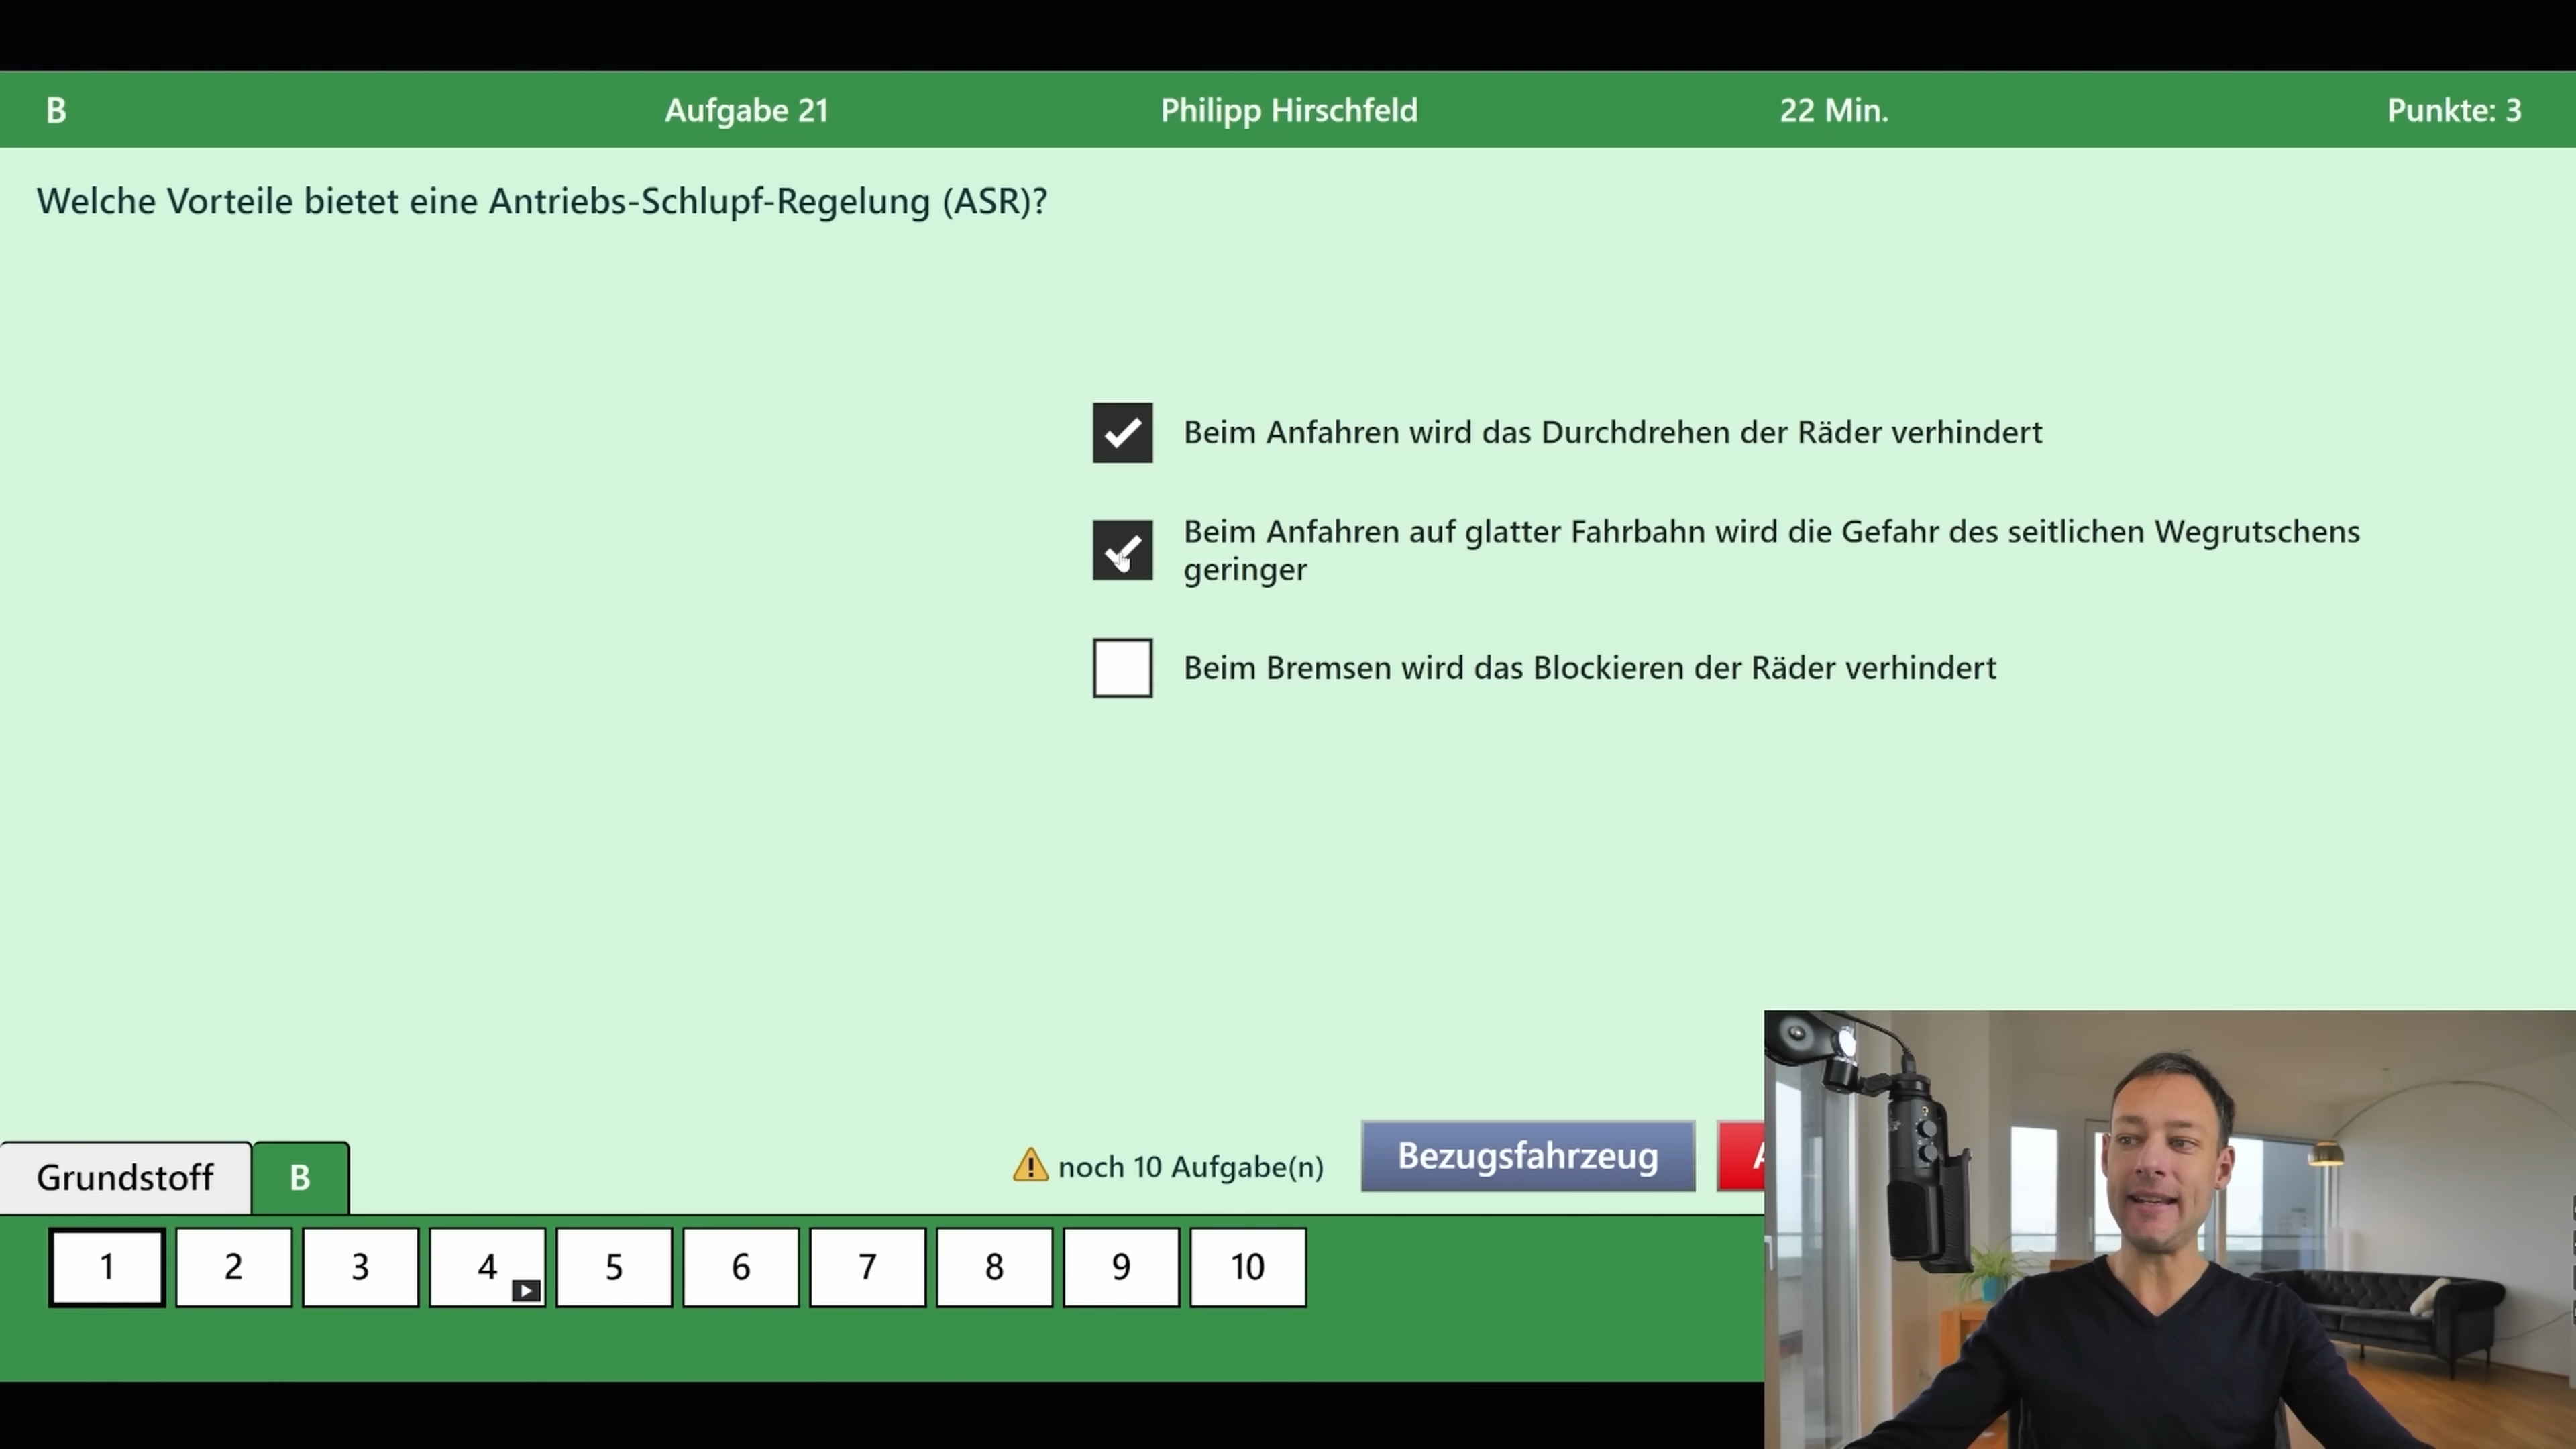 B Aufgabe 21 Philipp Hirschfeld 22 Min. Punkte: 3
Welche Vorteile bietet eine Antriebs-Schlupf-Regelung (ASR)?
Beim Anfahren wird das Durchdrehen der Räder verhindert
Beim Anfahren auf glatter Fahrbahn wird die Gefahr des seitlichen Wegrutschens
geringer
Beim Bremsen wird das Blockieren der Räder verhindert
noch 10 Aufgabe(n) Bezugsfahrzeug
Grundstoff B
1 2 3 4 5 6 7 8 9 10